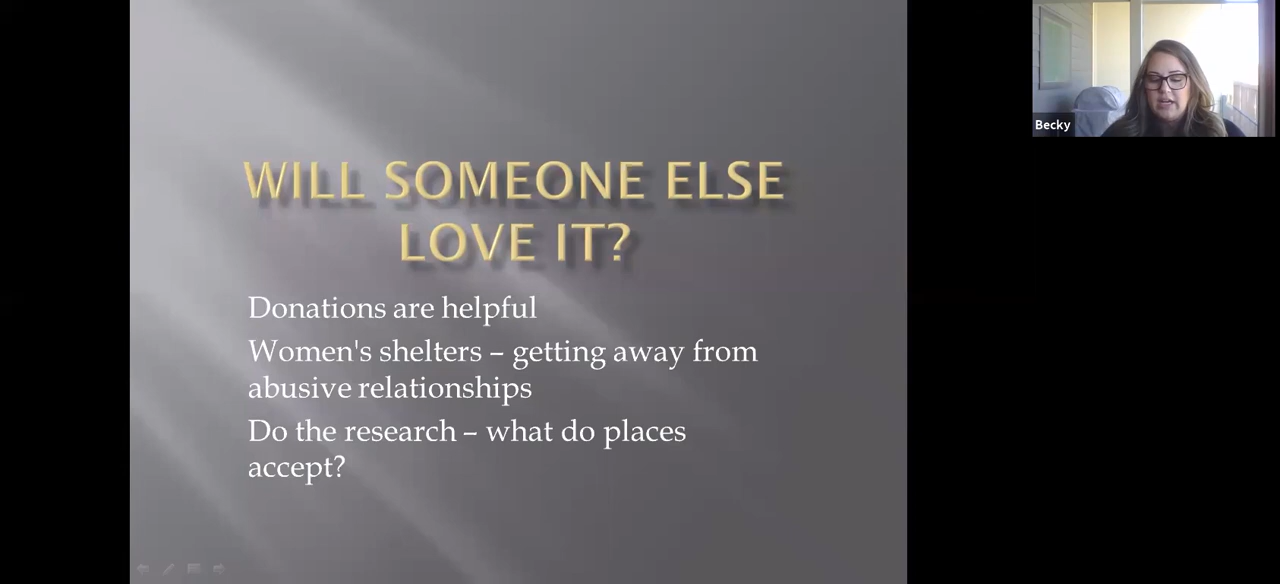 WILL SOMEONE ELSE
LOVE IT?
Donations are helpful
Women's shelters – getting away from
abusive relationships
Do the research – what do places
accept?
Becky